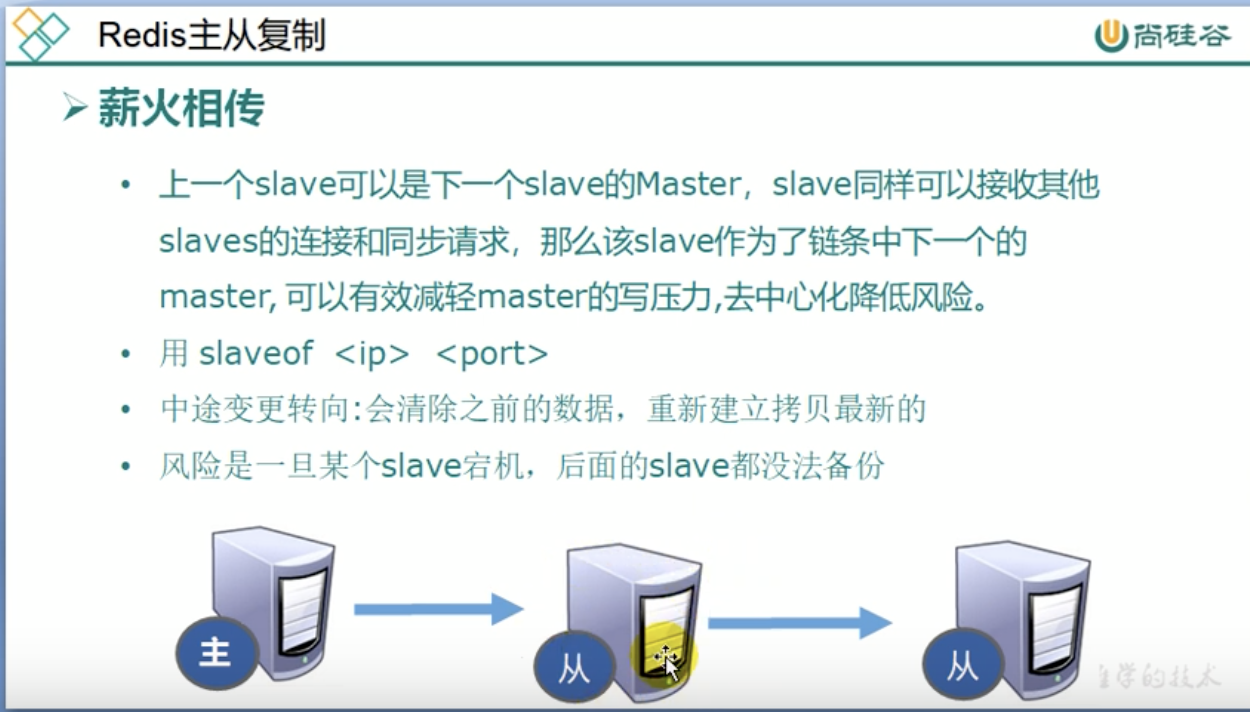 Redis主从复制
尚硅谷
薪火相传
上一个slave可以是下一个slave的Master，slave同样可以接收其他
slaves的连接和同步请求，那么该slave作为了链条中下一个的
master, 可以有效减轻master的写压力,去中心化降低风险。
用 slaveof <ip> <port>
中途变更转向:会清除之前的数据，重新建立拷贝最新的
风险是一旦某个slave宕机，后面的slave都没法备份
主
从
从
学的技术